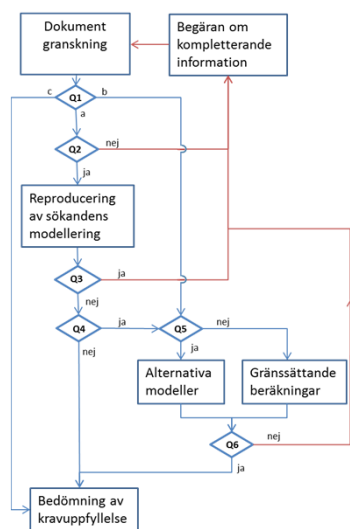 Dokument
granskning
Begäran om
kompletterande
information
c
Q1
b
a
Q2
nej
ja
Reproducering
av sökandens
modellering
Q3
ja
nej
Q4
ja
Q5
nej
nej
ja
Alternativa
modeller
Gränssättande
beräkningar
Q6
nej
ja
Bedömning av
kravuppfyllelse